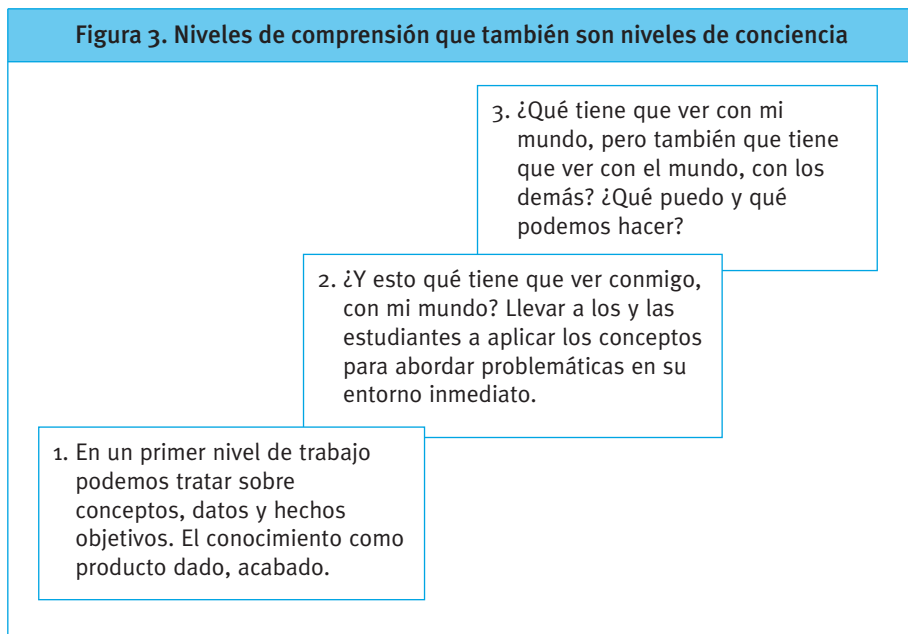 Figura 3. Niveles de comprensión que también son niveles de conciencia
3. ¿Qué tiene que ver con mi
mundo, pero también que tiene
que ver con el mundo, con los
demás? ¿Qué puedo y qué
podemos hacer?
2. ¿Y esto qué tiene que ver conmigo,
con mi mundo? Llevar a los y las
estudiantes a aplicar los conceptos
para abordar problemáticas en su
entorno inmediato.
1. En un primer nivel de trabajo
podemos tratar sobre
conceptos, datos y hechos
objetivos. El conocimiento como
producto dado, acabado.